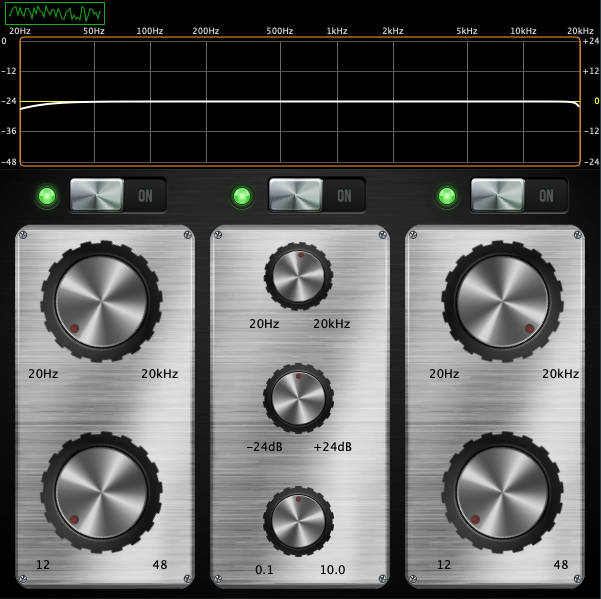 20Hz 50Hz 100Hz 200Hz 500Hz 1kHz 2kHz 5kHz 10kHz 20kHz
0 +24
-12 +12
-24 0
-36 -12
-48 -24
ON ON ON
20Hz 20kHz
20Hz 20kHz 20Hz 20kHz
-24dB +24dB
12 48 12 48
0.1 10.0